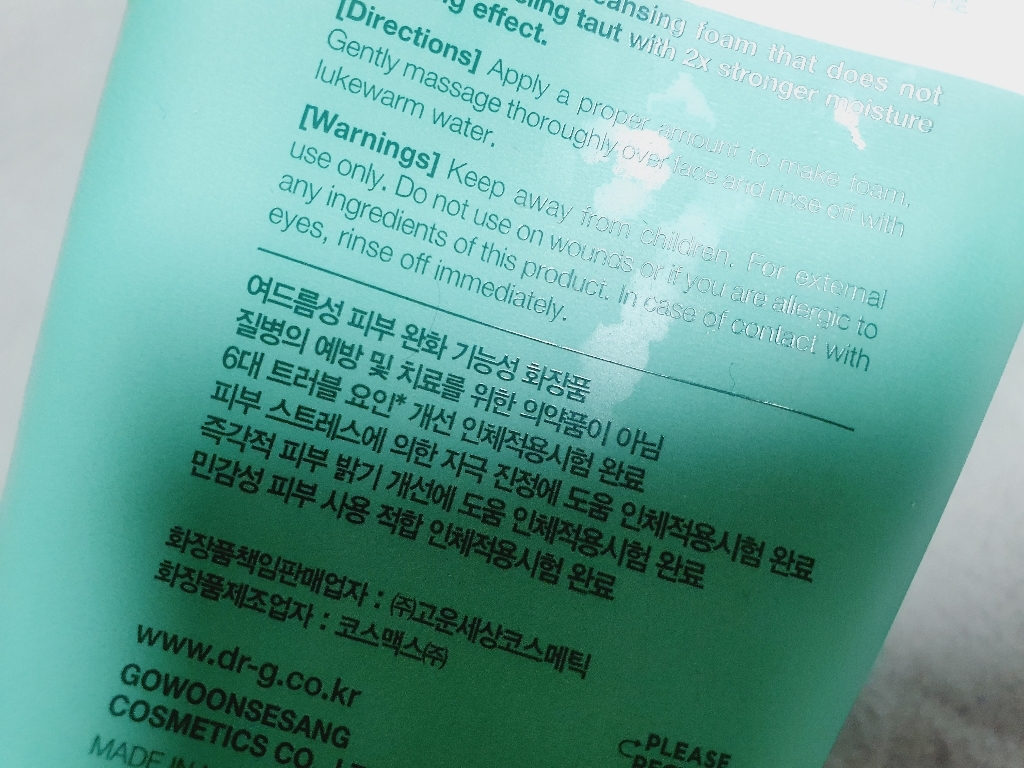 cleansing foam that does not
feeling taut with 2x stronger moisture
effect.
[Directions] Apply a proper amount to make foam.
Gently massage thoroughly over face and rinse off with
lukewarm water.
[Warnings] Keep away from children. For external
use only. Do not use on wounds or if you are allergic to
any ingredients of this product. In case of contact with
eyes, rinse off immediately.
여드름성 피부 완화 기능성 화장품
질병의 예방 및 치료를 위한 의약품이 아님
6대 트러블 요인* 개선 인체적용시험 완료
피부 스트레스에 의한 자극 진정에 도움 인체적용시험 완료
즉각적 피부 밝기 개선에 도움 인체적용시험 완료
민감성 피부 사용 적합 인체적용시험 완료
화장품책임판매업자 : ㈜고운세상코스메틱
화장품제조업자 : 코스맥스㈜
www.dr-g.co.kr
GOWOONSESANG
COSMETICS CO.
MADE IN
PLEASE